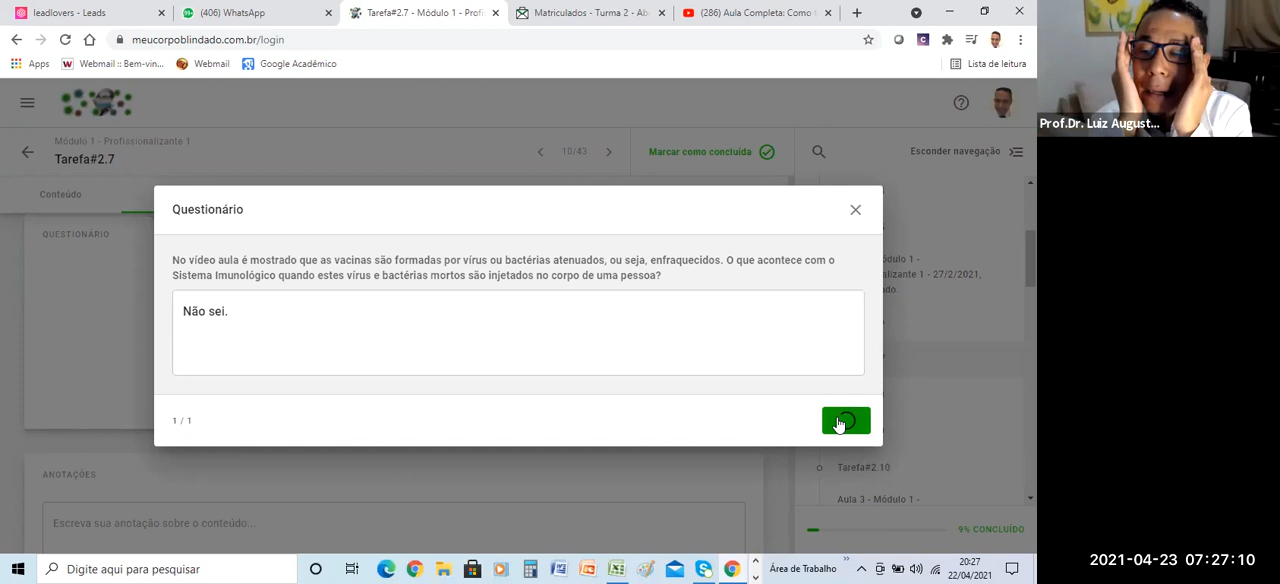 leadlovers - Leads
(406) WhatsApp
Tarefa#2.7 - Módulo 1 - Profi
Matriculados - Turma 2 - Ab
(286) Aula Completa: Como
meucorpoblindado.com.br/login
Apps
Webmail :: Bem-vin...
Webmail
Google Acadêmico
Lista de leitura
Prof.Dr. Luiz August...
Módulo 1 - Profissionalizante 1
Tarefa#2.7
10/43
Marcar como concluída
Esconder navegação
Conteúdo
QUESTIONÁRIO
Questionário
No vídeo aula é mostrado que as vacinas são formadas por vírus ou bactérias atenuados, ou seja, enfraquecidos. O que acontece com o
Sistema Imunológico quando estes vírus e bactérias mortos são injetados no corpo de uma pessoa?
Não sei.
1 / 1
ódulo 1 -
nalizante 1 - 27/2/2021,
do.
ANOTAÇÕES
Escreva sua anotação sobre o conteúdo...
Tarefa#2.10
Aula 3 - Módulo 1 -
9% CONCLUÍDO
Digite aqui para pesquisar
Área de Trabalho
20:27
22/04/2021
2021-04-23 07:27:10